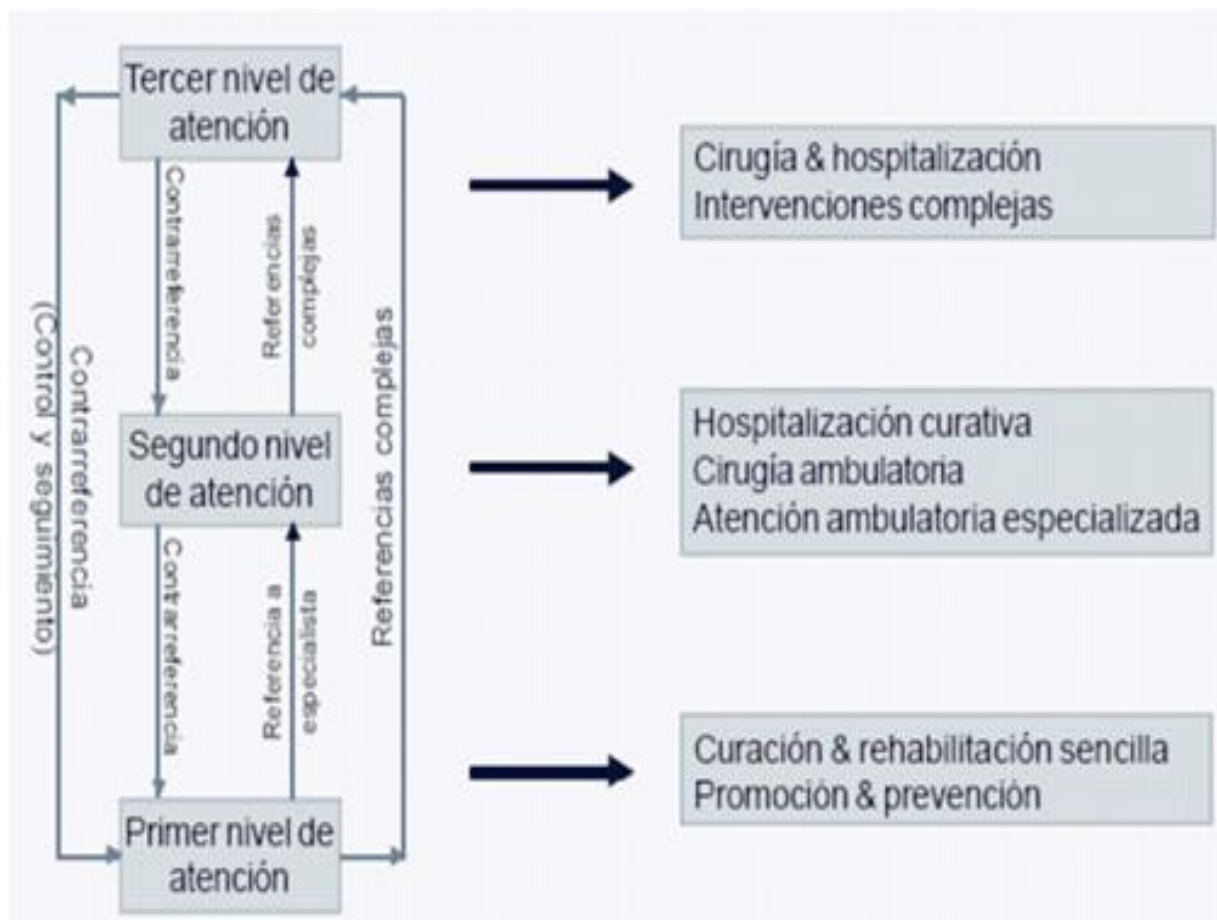 Tercer nivel de
atención
Cirugía & hospitalización
Intervenciones complejas
Contrarreferencia
Referencias
complejas
Contrarreferencia
(Control y seguimiento)
Referencias complejas
Segundo nivel
de atención
Hospitalización curativa
Cirugía ambulatoria
Atención ambulatoria especializada
Contrarreferencia
Referencia a
especialista
Primer nivel de
atención
Curación & rehabilitación sencilla
Promoción & prevención